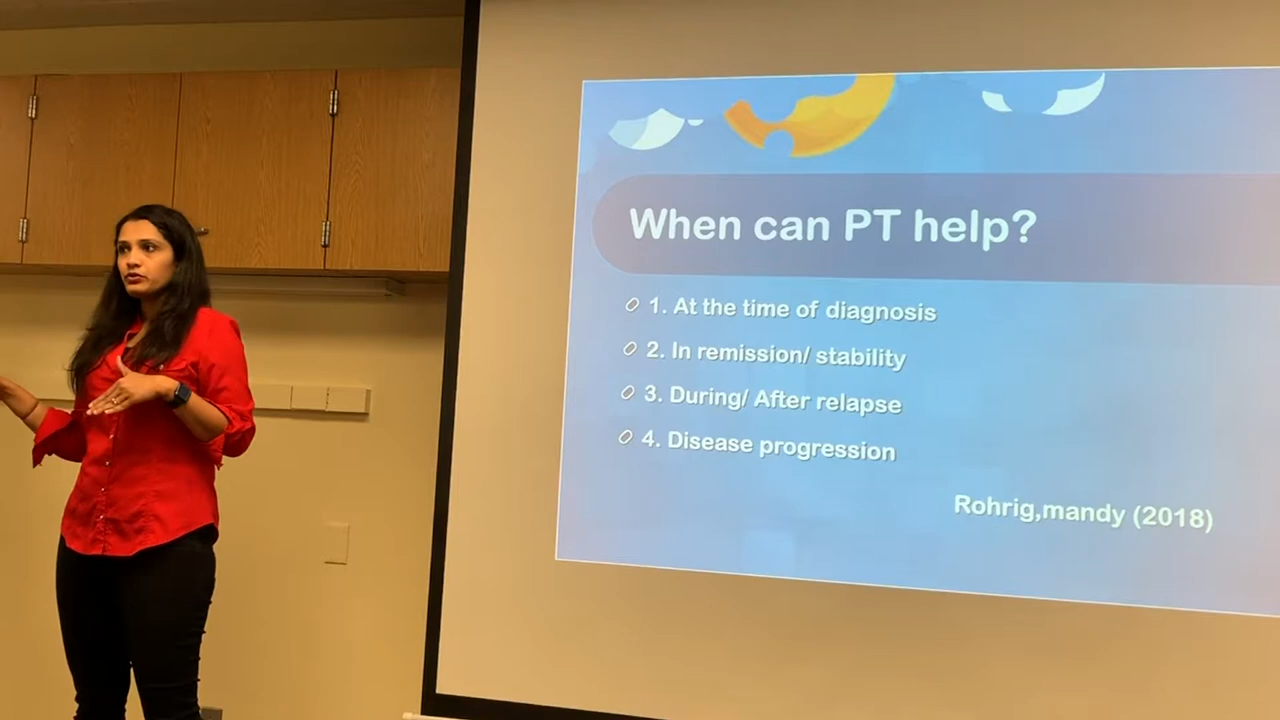 When can PT help?
1. At the time of diagnosis
2. In remission/ stability
3. During/ After relapse
4. Disease progression
Rohrig,mandy (2018)